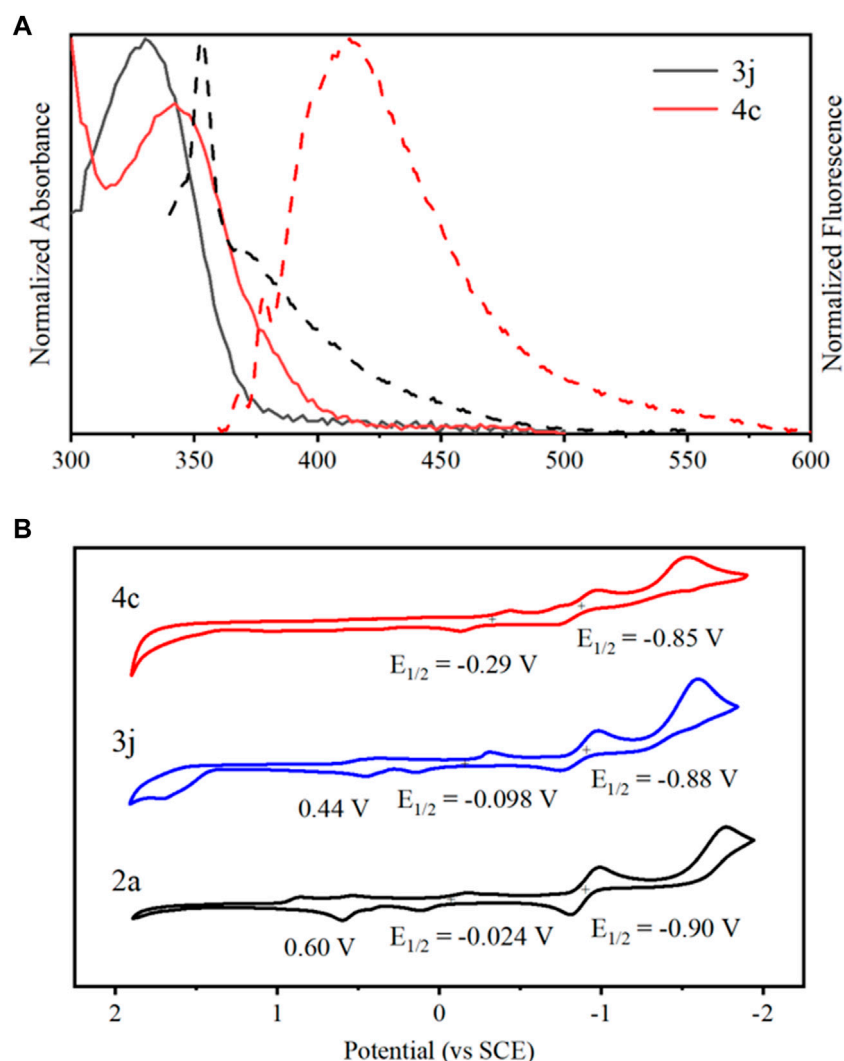 A
3j
4c
Normalized Absorbance
Normalized Fluorescence
300 350 400 450 500 550 600
B
4c
E1/2 = -0.29 V
E1/2 = -0.85 V
3j
0.44 V
E1/2 = -0.098 V
E1/2 = -0.88 V
2a
0.60 V
E1/2 = -0.024 V
E1/2 = -0.90 V
2 1 0 -1 -2
Potential (vs SCE)